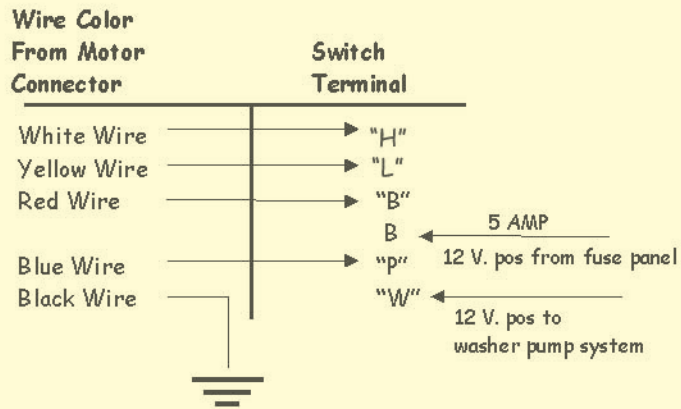 Wire Color
From Motor
Connector
Switch
Terminal
White Wire "H"
Yellow Wire "L"
Red Wire "B"
B 5 AMP
12 V. pos from fuse panel
Blue Wire "P"
Black Wire "W"
12 V. pos to
washer pump system